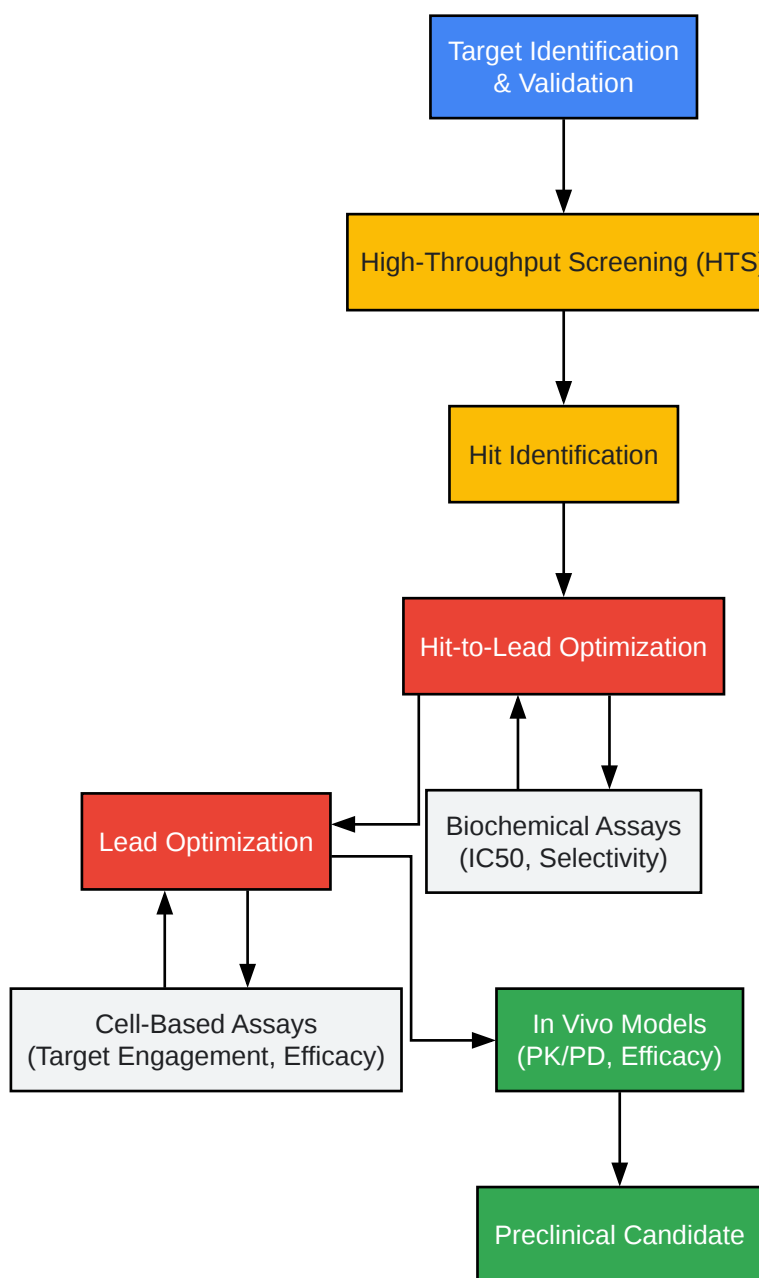 Target Identification
& Validation
High-Throughput Screening (HTS)
Hit Identification
Hit-to-Lead Optimization
Lead Optimization
Biochemical Assays
(IC50, Selectivity)
Cell-Based Assays
(Target Engagement, Efficacy)
In Vivo Models
(PK/PD, Efficacy)
Preclinical Candidate